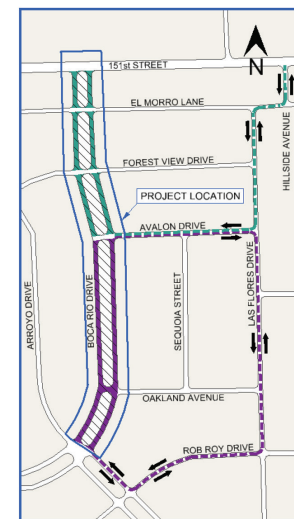 151st STREET
N
EL MORRO LANE
HILLSIDE AVENUE
FOREST VIEW DRIVE
PROJECT LOCATION
AVALON DRIVE
ARROYO DRIVE
BOCA RIO DRIVE
SEQUOIA STREET
LAS FLORES DRIVE
OAKLAND AVENUE
ROB ROY DRIVE